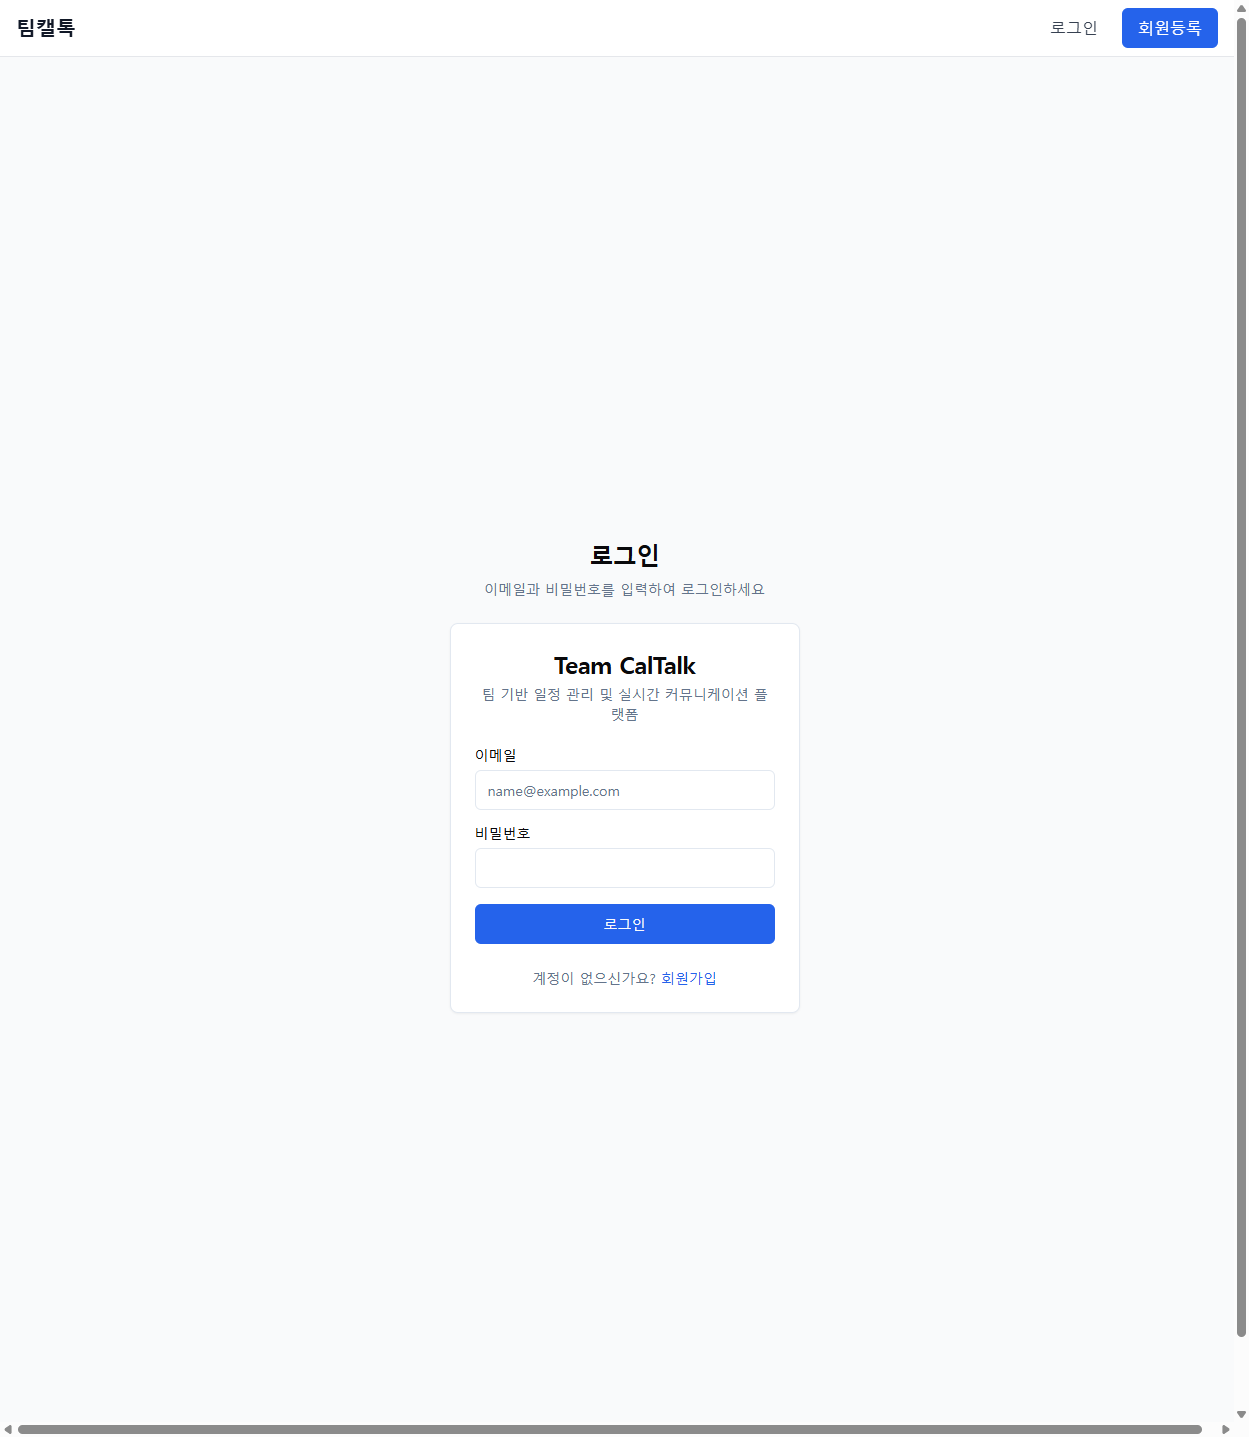 팀캘톡
로그인
회원등록
로그인
이메일과 비밀번호를 입력하여 로그인하세요
Team CalTalk
팀 기반 일정 관리 및 실시간 커뮤니케이션 플
랫폼
이메일
name@example.com
비밀번호
로그인
계정이 없으신가요? 회원가입